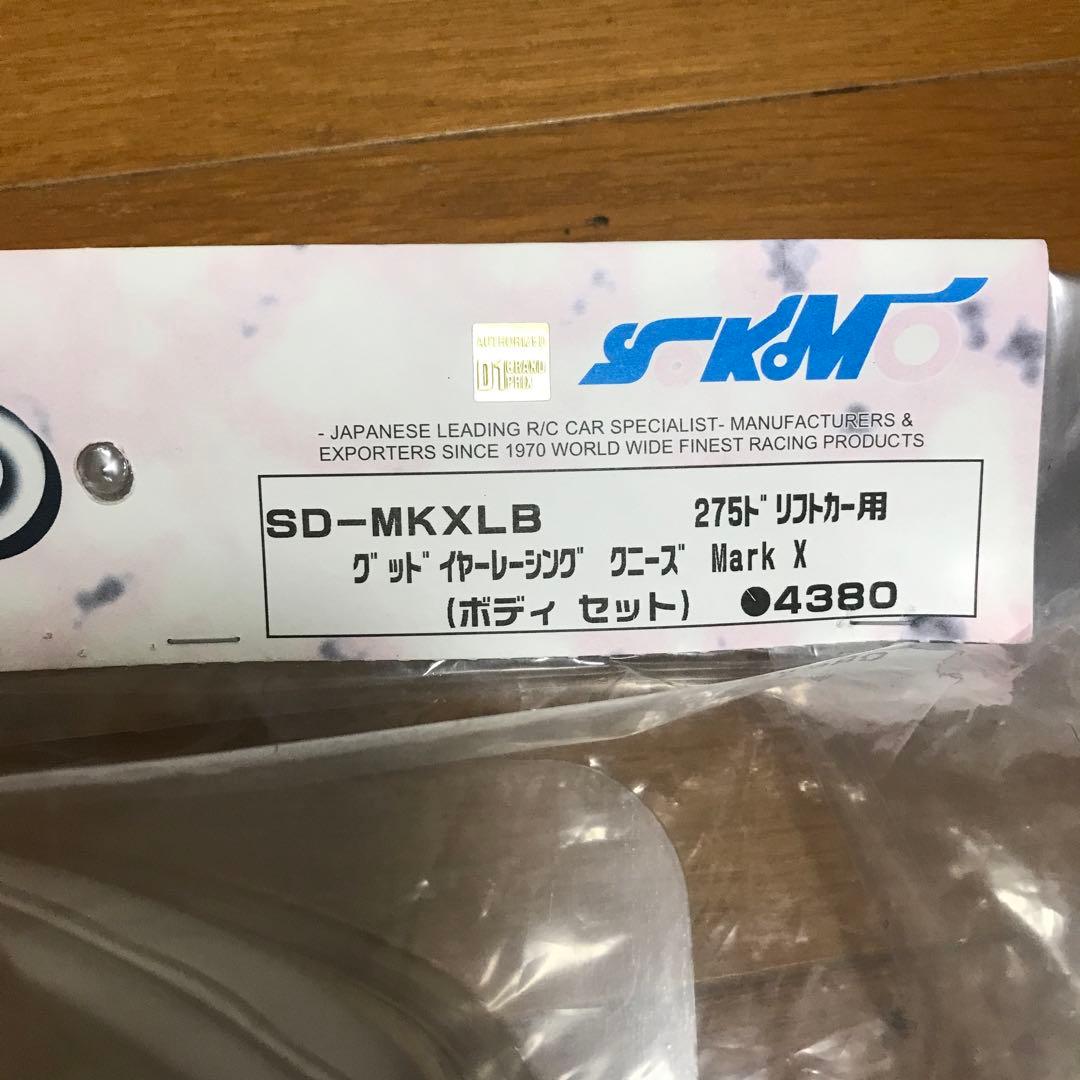 AUTHORIZED
D1 GRAND PRIX
SOKOMO
- JAPANESE LEADING R/C CAR SPECIALIST- MANUFACTURERS &
EXPORTERS SINCE 1970 WORLD WIDE FINEST RACING PRODUCTS
SD-MKXLB 275ﾄﾞﾘﾌﾄｶｰ用
ｸﾞｯﾄﾞｲﾔｰﾚｰｼﾝｸﾞ ｸﾆｰｽﾞ Mark X
(ボディ セット) 4380